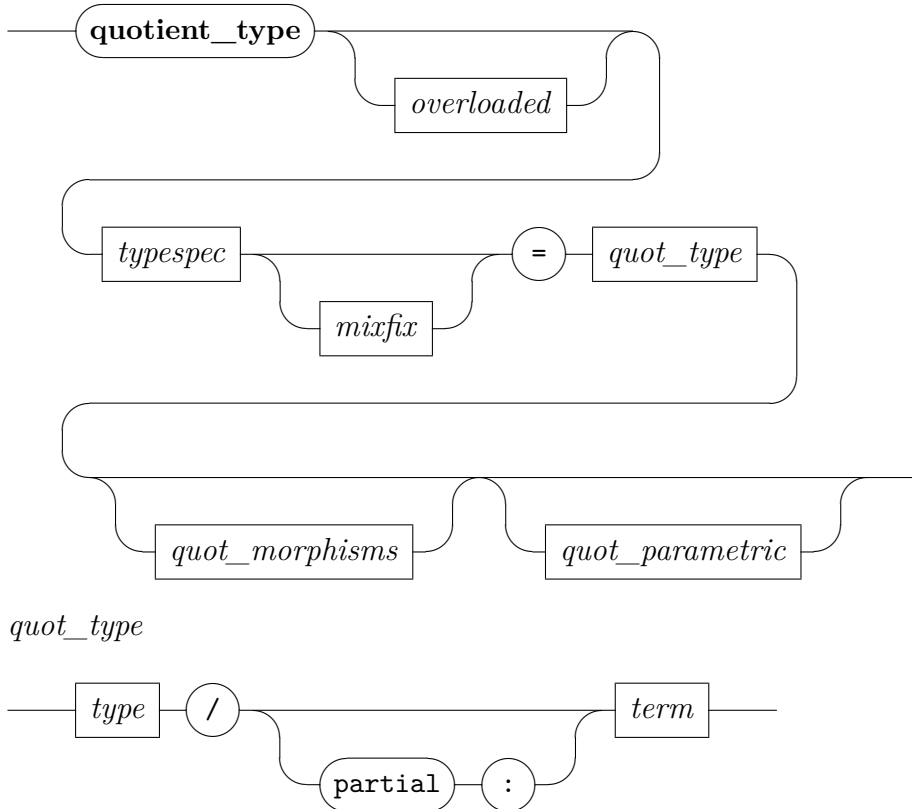 quotient_type
overloaded
typespec = quot_type
mixfix
quot_morphisms quot_parametric
quot_type
type / term
partial :